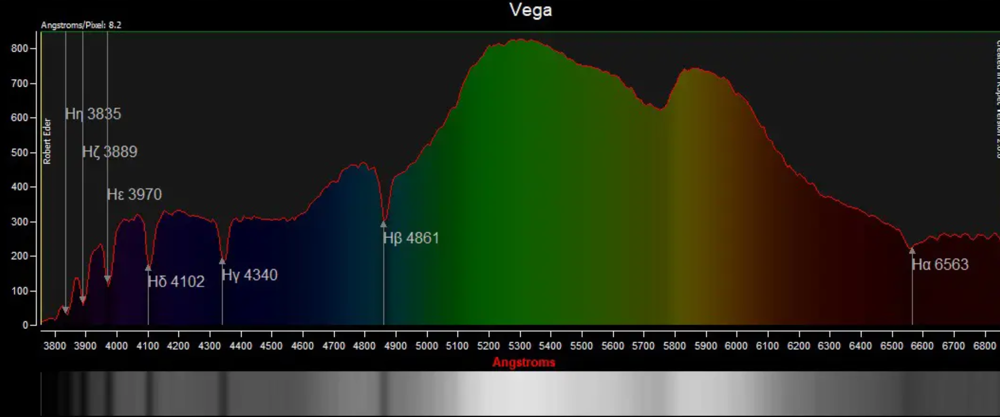 Vega
Angstroms/Pixel: 8.2
800
700
600
500
400
300
200
100
0
Robert Eder
Hη 3835
Hζ 3889
Hε 3970
Hδ 4102
Hγ 4340
Hβ 4861
Hα 6563
3800 3900 4000 4100 4200 4300 4400 4500 4600 4700 4800 4900 5000 5100 5200 5300 5400 5500 5600 5700 5800 5900 6000 6100 6200 6300 6400 6500 6600 6700 6800
Angstroms